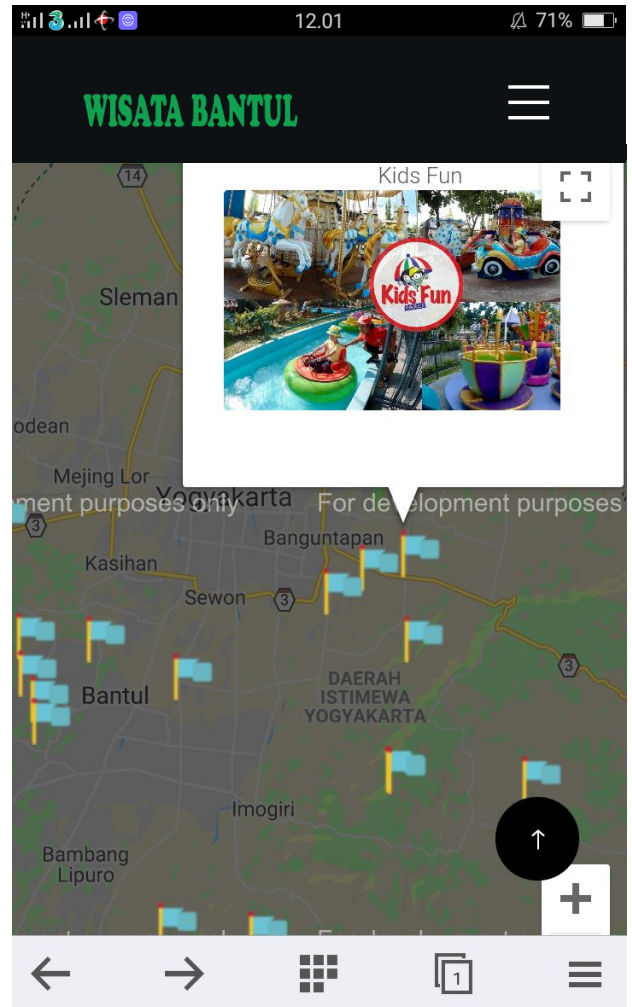 12.01
71%
WISATA BANTUL
Kids Fun
Kids Fun
14
Sleman
odean
Mejing Lor
Yogyakarta
ment purposes only
For development purposes
3
Banguntapan
Kasihan
Sewon
3
3
DAERAH
ISTIMEWA
YOGYAKARTA
Bantul
Imogiri
Bambang
Lipuro
1